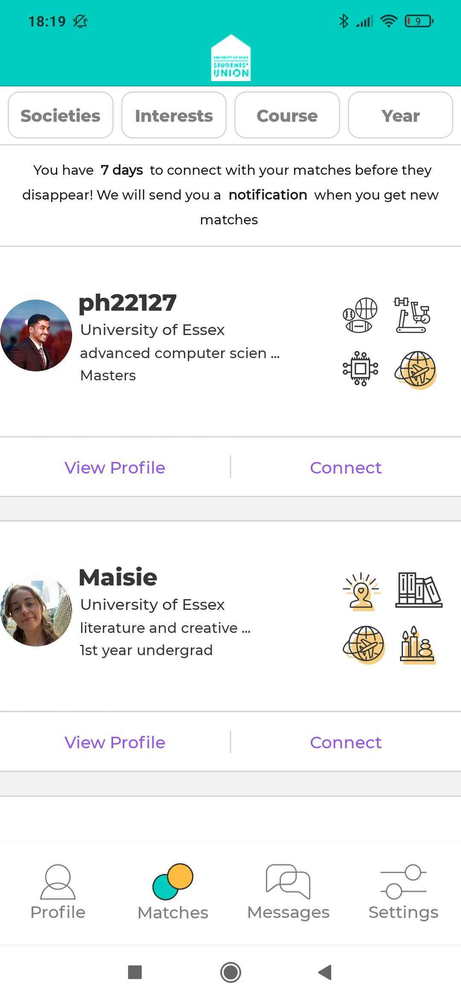 18:19
9
UNIVERSITY OF ESSEX
STUDENTS'
UNION
Societies
Interests
Course
Year
You have 7 days to connect with your matches before they
disappear! We will send you a notification when you get new
matches
ph22127
University of Essex
advanced computer scien ...
Masters
View Profile
Connect
Maisie
University of Essex
literature and creative ...
1st year undergrad
View Profile
Connect
Profile
Matches
Messages
Settings